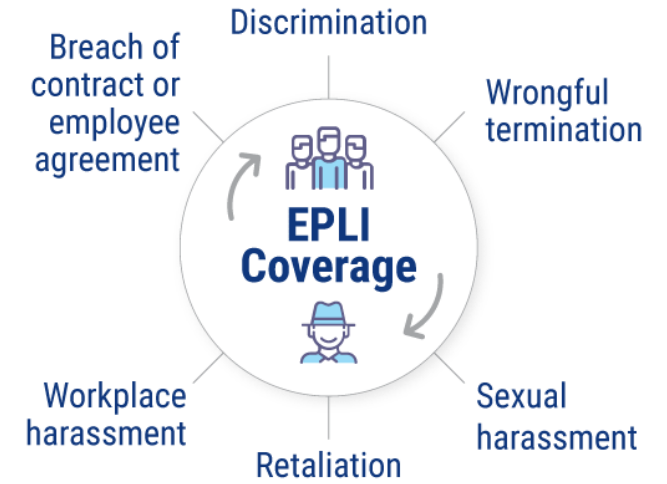 Discrimination
Breach of
contract or
employee
agreement
Wrongful
termination
EPLI
Coverage
Workplace
harassment
Sexual
harassment
Retaliation